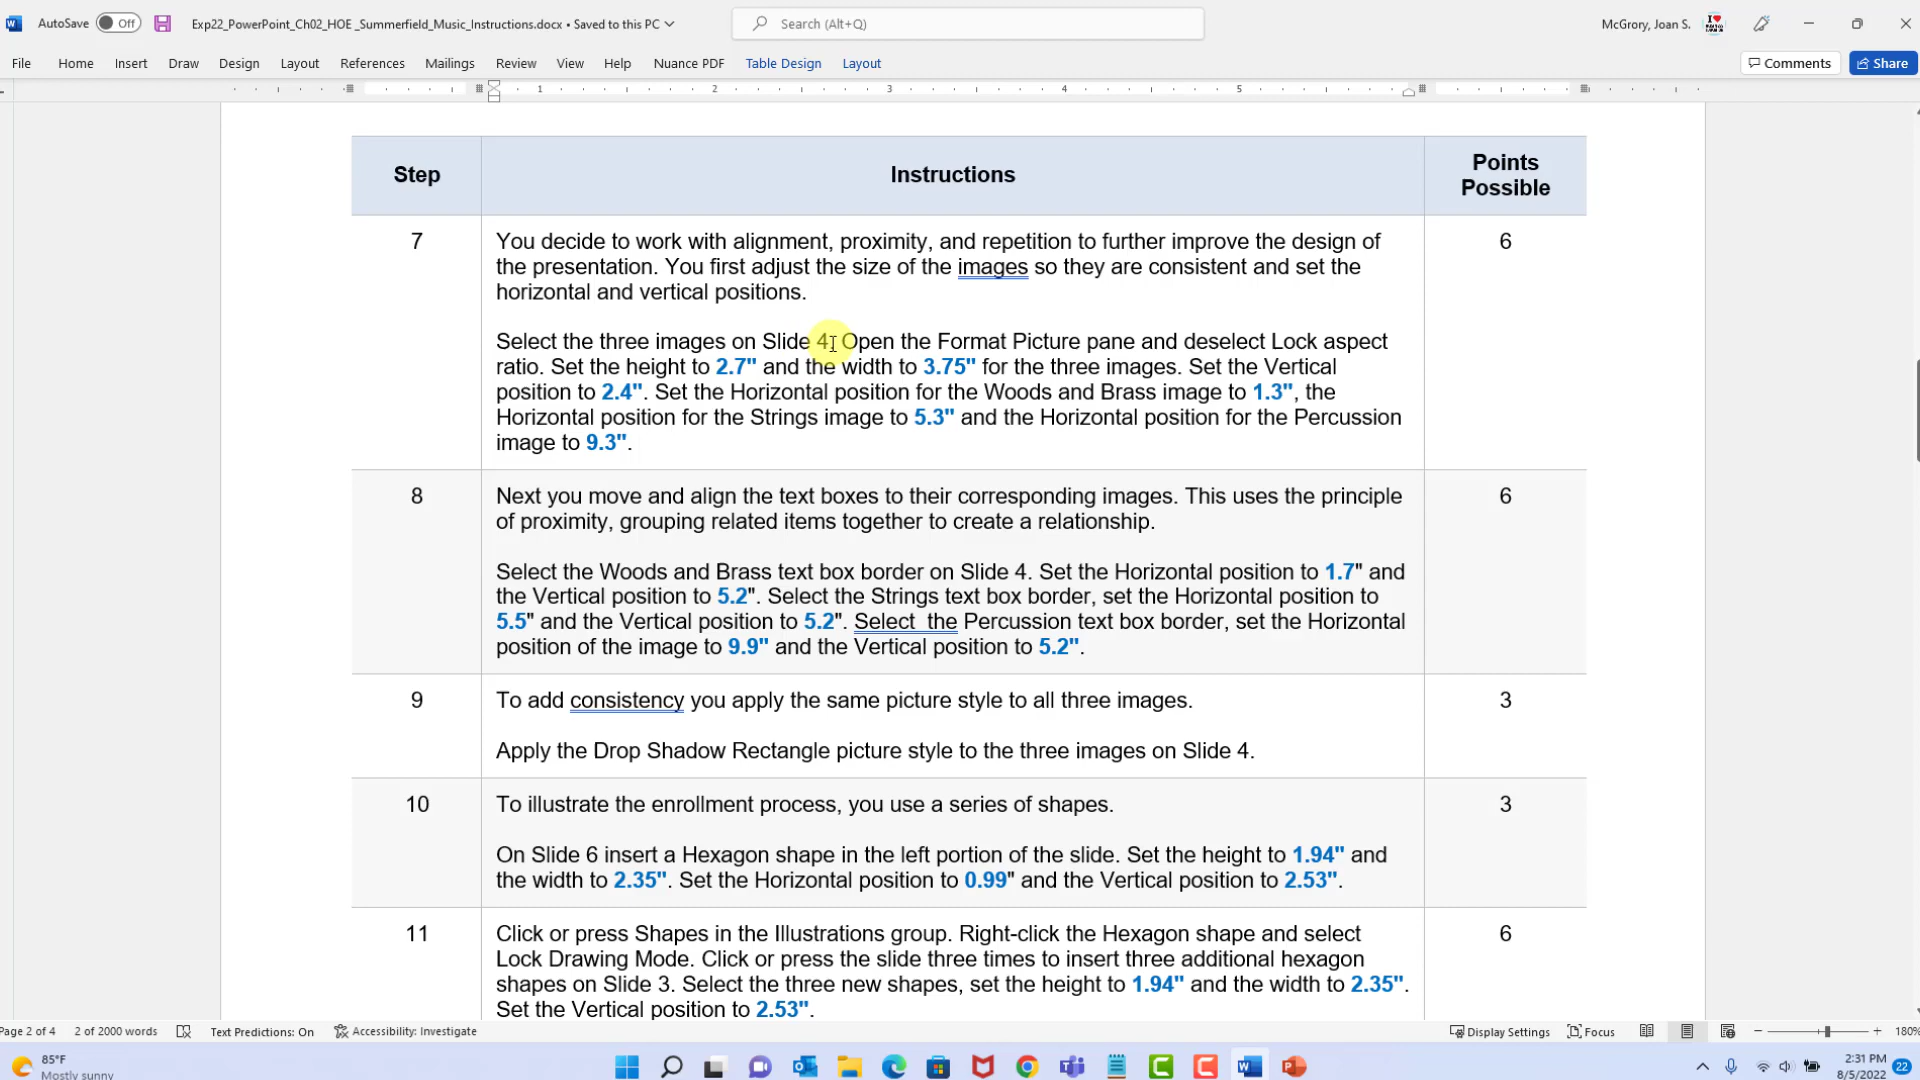 AutoSave Off Exp22_PowerPoint_Ch02_HOE _Summerfield_Music_Instructions.docx • Saved to this PC Search (Alt+Q) McGrory, Joan S.
File Home Insert Draw Design Layout References Mailings Review View Help Nuance PDF Table Design Layout Comments Share
1 2 3 4 5
Step Instructions Points Possible
7 You decide to work with alignment, proximity, and repetition to further improve the design of 6
the presentation. You first adjust the size of the images so they are consistent and set the
horizontal and vertical positions.
Select the three images on Slide 4. Open the Format Picture pane and deselect Lock aspect
ratio. Set the height to 2.7" and the width to 3.75" for the three images. Set the Vertical
position to 2.4". Set the Horizontal position for the Woods and Brass image to 1.3", the
Horizontal position for the Strings image to 5.3" and the Horizontal position for the Percussion
image to 9.3".
8 Next you move and align the text boxes to their corresponding images. This uses the principle 6
of proximity, grouping related items together to create a relationship.
Select the Woods and Brass text box border on Slide 4. Set the Horizontal position to 1.7" and
the Vertical position to 5.2". Select the Strings text box border, set the Horizontal position to
5.5" and the Vertical position to 5.2". Select  the Percussion text box border, set the Horizontal
position of the image to 9.9" and the Vertical position to 5.2".
9 To add consistency you apply the same picture style to all three images. 3
Apply the Drop Shadow Rectangle picture style to the three images on Slide 4.
10 To illustrate the enrollment process, you use a series of shapes. 3
On Slide 6 insert a Hexagon shape in the left portion of the slide. Set the height to 1.94" and
the width to 2.35". Set the Horizontal position to 0.99" and the Vertical position to 2.53".
11 Click or press Shapes in the Illustrations group. Right-click the Hexagon shape and select 6
Lock Drawing Mode. Click or press the slide three times to insert three additional hexagon
shapes on Slide 3. Select the three new shapes, set the height to 1.94" and the width to 2.35".
Set the Vertical position to 2.53".
Page 2 of 4 2 of 2000 words Text Predictions: On Accessibility: Investigate Display Settings Focus 180%
85°F
Mostly sunny
2:31 PM
8/5/2022 22